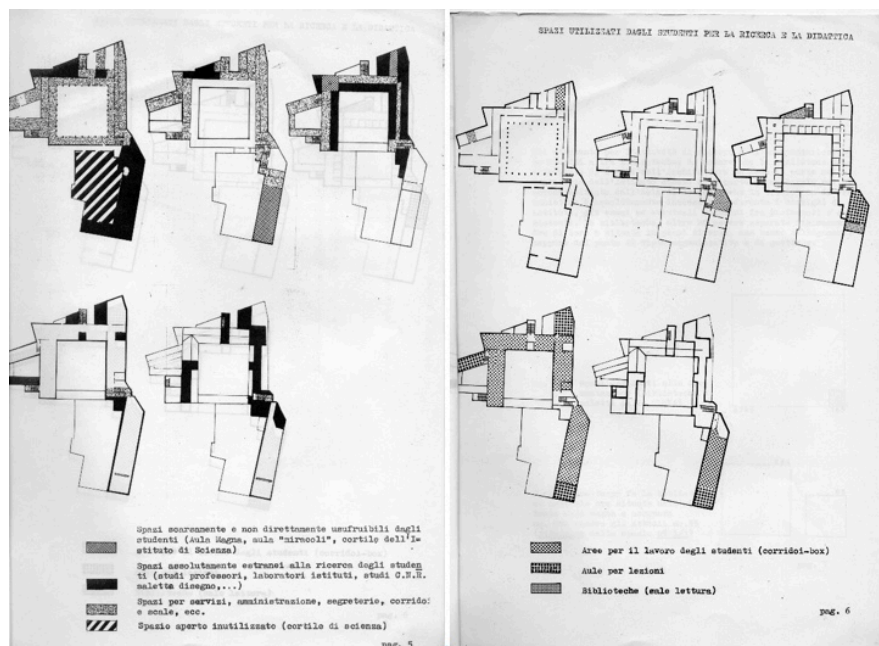 Spazi scarsamente e non direttamente usufruibili dagli
studenti (Aula Magna, aula "miracoli", cortile dell'I-
stituto di Scienza)
Spazi assolutamente estranei alla ricerca degli studen
ti (studi professori, laboratori istituti, studi C.N.R.
saletta disegno,...)
Spazi per servizi, amministrazione, segreterie, corridoi
e scale, ecc.
Spazio aperto inutilizzato (cortile di scienza)
pag. 5
SPAZI UTILIZZATI DAGLI STUDENTI PER LA RICERCA E LA DIDATTICA
Aree per il lavoro degli studenti (corridoi-box)
Aule per lezioni
Biblioteche (sale lettura)
pag. 6